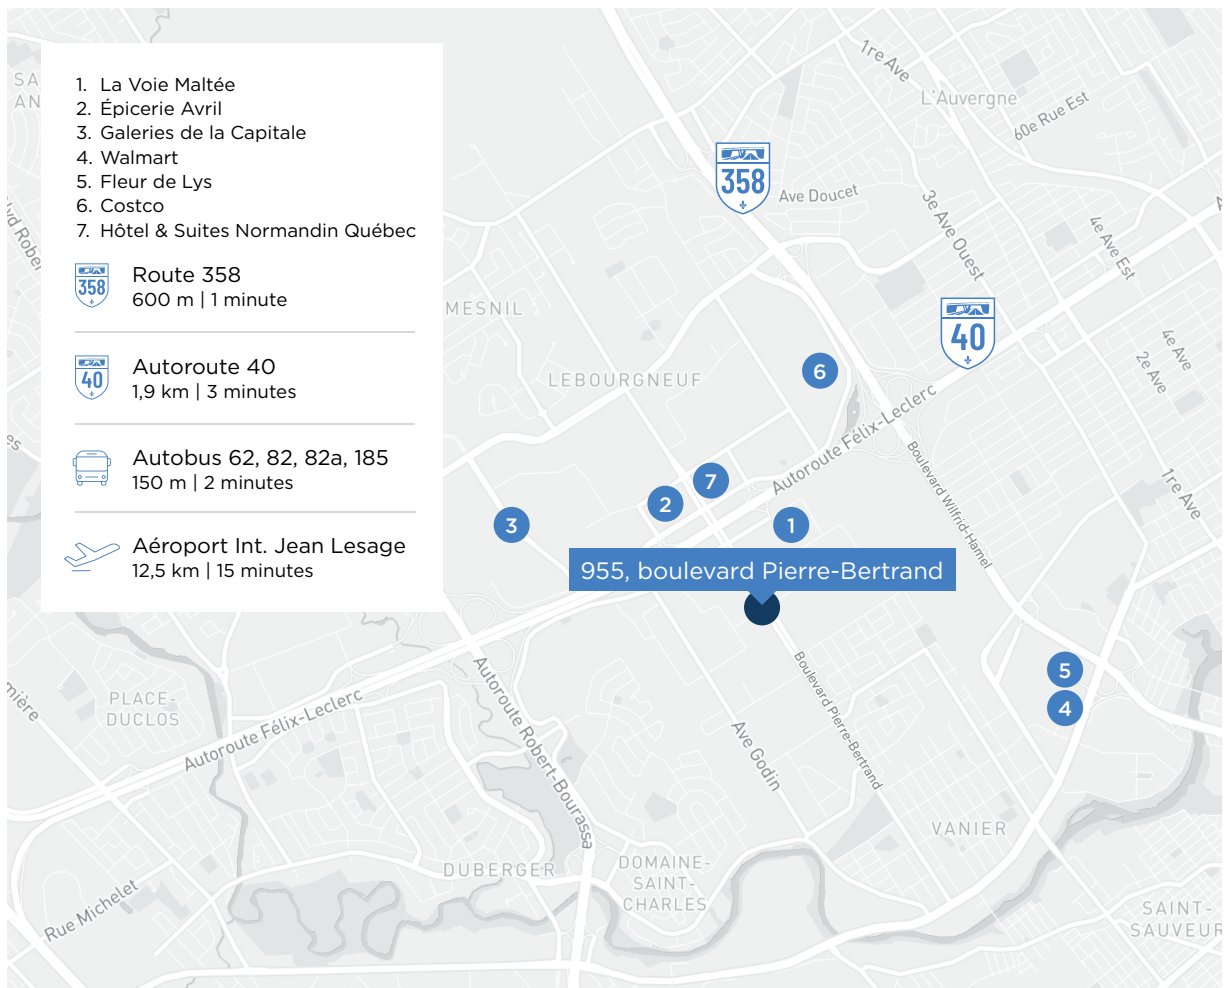 1. La Voie Maltée
2. Épicerie Avril
3. Galeries de la Capitale
4. Walmart
5. Fleur de Lys
6. Costco
7. Hôtel & Suites Normandin Québec
358
Route 358
600 m | 1 minute
40
Autoroute 40
1,9 km | 3 minutes
Autobus 62, 82, 82a, 185
150 m | 2 minutes
Aéroport Int. Jean Lesage
12,5 km | 15 minutes
1re Ave
L'Auvergne
60e Rue Est
358
Ave Doucet
3e Ave Ouest
4e Ave Est
MESNIL
40
4e Ave
2e Ave
LEBOURGNEUF
6
Autoroute Félix-Leclerc
Boulevard Wilfrid-Hamel
1re Ave
7
2
3
1
955, boulevard Pierre-Bertrand
5
4
Boulevard Pierre-Bertrand
Ave Godin
PLACE-
DUCLOS
Autoroute Félix-Leclerc
Autoroute Robert-Bourassa
VANIER
DUBERGER
DOMAINE-
SAINT-
CHARLES
Rue Michelet
SAINT-
SAUVEUR